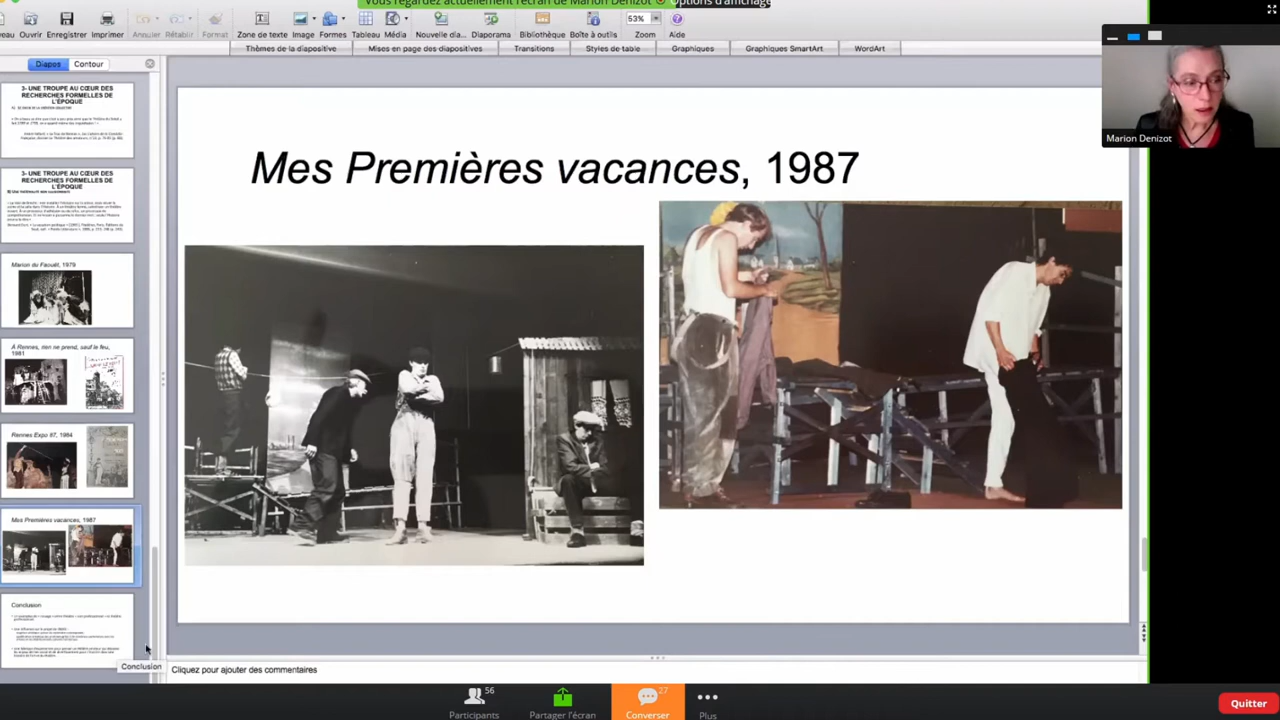 Vous regardez actuellement l'écran de Marion Denizot
Options d'affichage
Ouvrir Enregistrer Imprimer Annuler Rétablir Format Zone de texte Image Formes Tableau Média Nouvelle dia... Diaporama Bibliothèque Boîte à outils Zoom Aide
53%
Thèmes de la diapositive Mises en page des diapositives Transitions Styles de table Graphiques Graphiques SmartArt WordArt
Diapos Contour
3- UNE TROUPE AU CŒUR DES
RECHERCHES FORMELLES DE
L'ÉPOQUE
3- UNE TROUPE AU CŒUR DES
RECHERCHES FORMELLES DE
L'ÉPOQUE
Marion du Faouët, 1979
À Rennes, rien ne prend, sauf le feu,
1981
Rennes Expo 87, 1984
Mes Premières vacances, 1987
Conclusion
Conclusion
Mes Premières vacances, 1987
Cliquez pour ajouter des commentaires
Marion Denizot
56
27
Participants Partager l'écran Converser Plus
Quitter